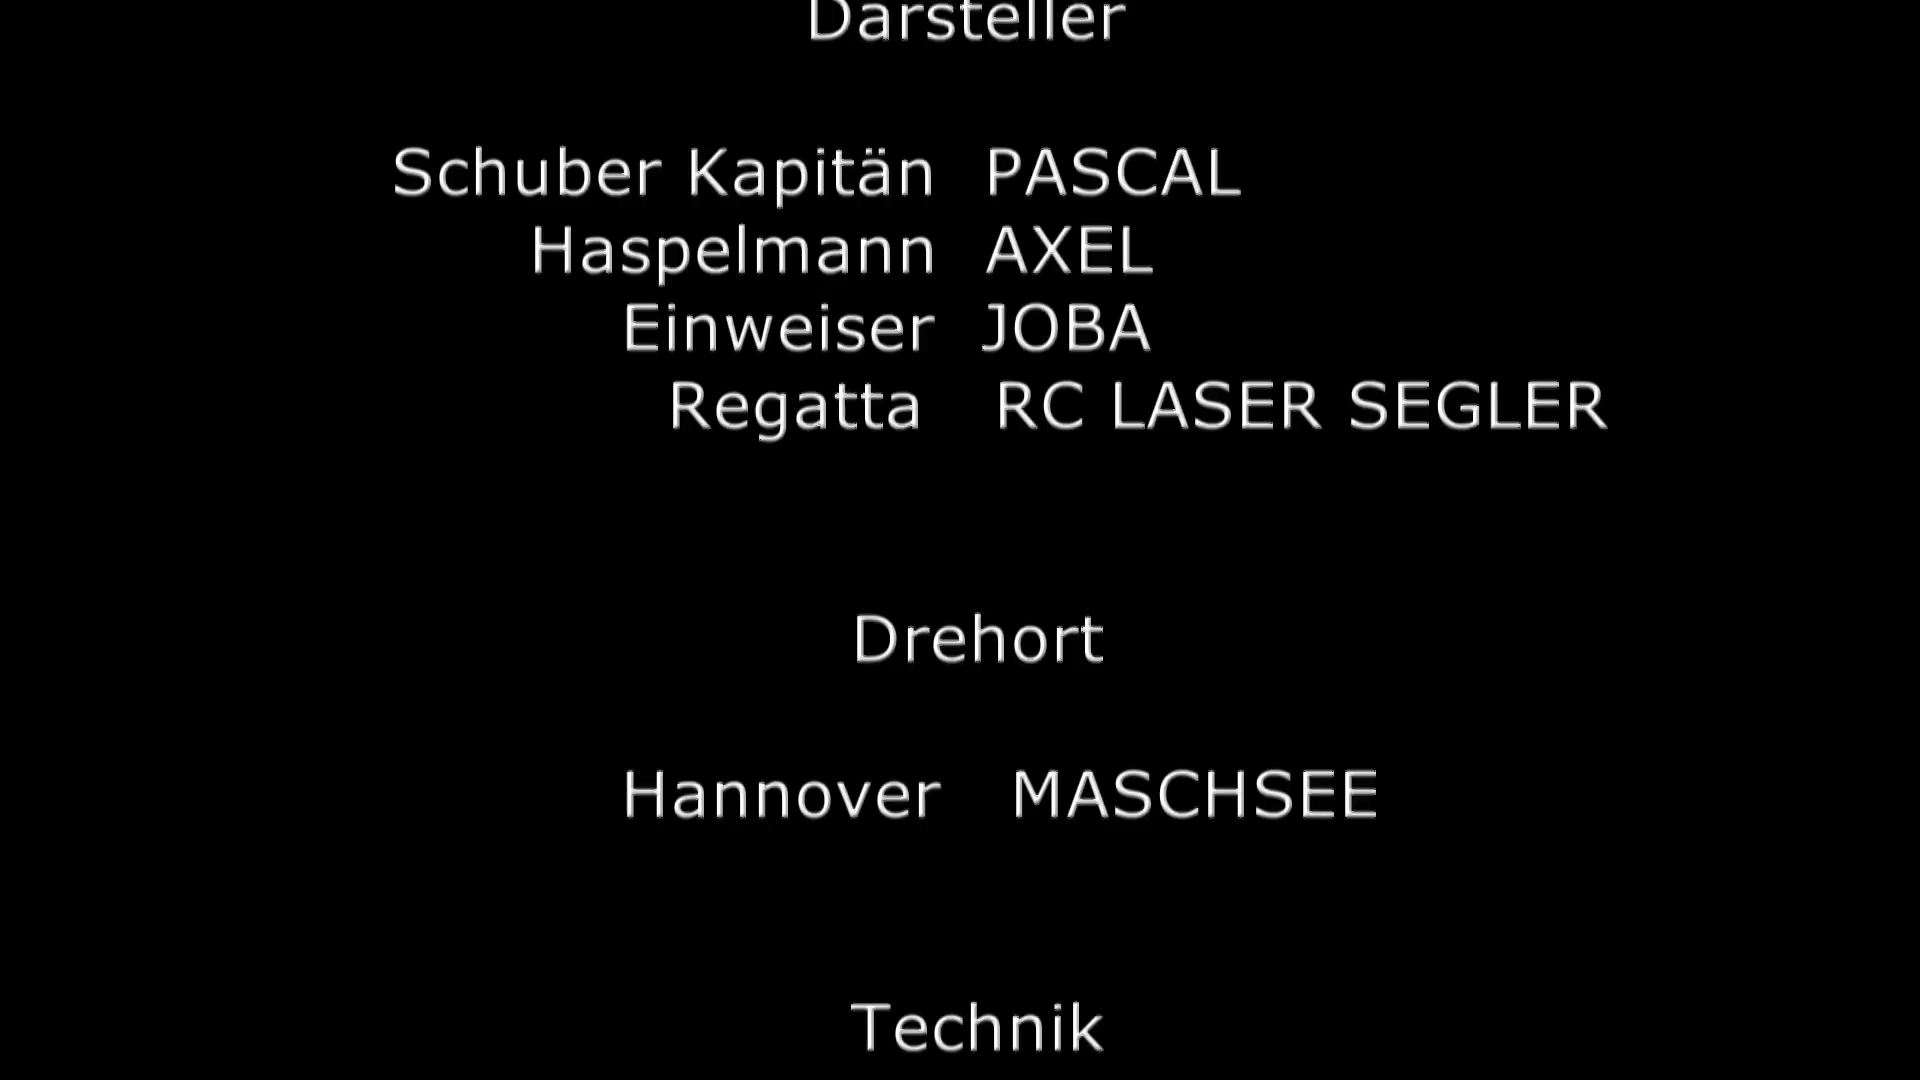 Darsteller
Schuber Kapitän PASCAL
Haspelmann AXEL
Einweiser JOBA
Regatta RC LASER SEGLER
Drehort
Hannover MASCHSEE
Technik